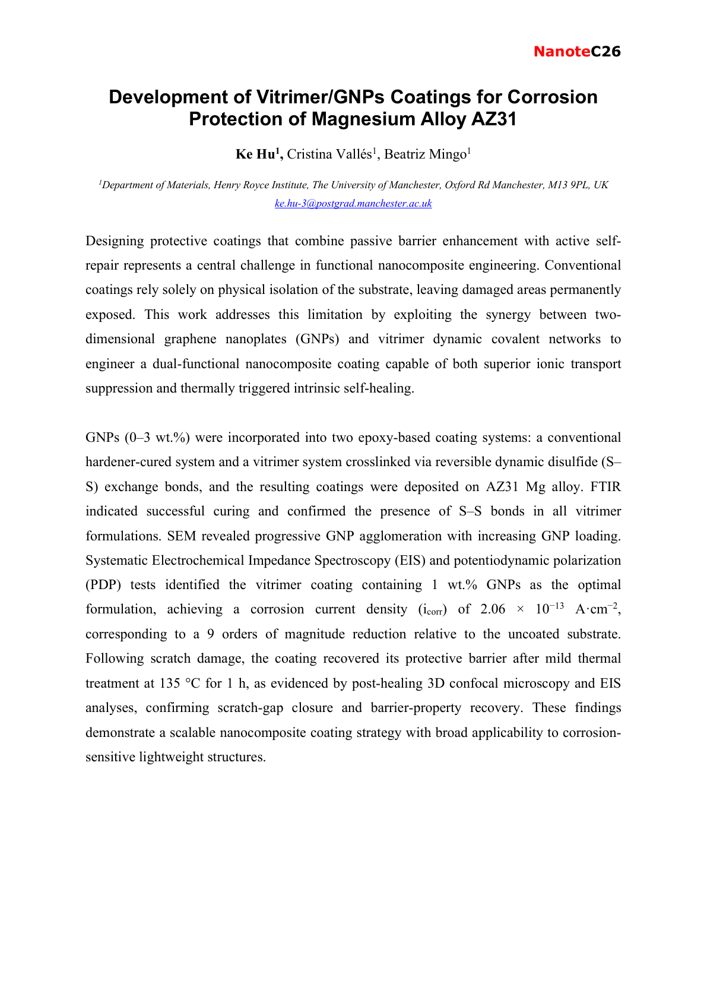 NanoteC26
Development of Vitrimer/GNPs Coatings for Corrosion
Protection of Magnesium Alloy AZ31
Ke Hu¹, Cristina Vallés¹, Beatriz Mingo¹
¹Department of Materials, Henry Royce Institute, The University of Manchester, Oxford Rd Manchester, M13 9PL, UK
ke.hu-3@postgrad.manchester.ac.uk
Designing protective coatings that combine passive barrier enhancement with active self-
repair represents a central challenge in functional nanocomposite engineering. Conventional
coatings rely solely on physical isolation of the substrate, leaving damaged areas permanently
exposed. This work addresses this limitation by exploiting the synergy between two-
dimensional graphene nanoplates (GNPs) and vitrimer dynamic covalent networks to
engineer a dual-functional nanocomposite coating capable of both superior ionic transport
suppression and thermally triggered intrinsic self-healing.
GNPs (0–3 wt.%) were incorporated into two epoxy-based coating systems: a conventional
hardener-cured system and a vitrimer system crosslinked via reversible dynamic disulfide (S–
S) exchange bonds, and the resulting coatings were deposited on AZ31 Mg alloy. FTIR
indicated successful curing and confirmed the presence of S–S bonds in all vitrimer
formulations. SEM revealed progressive GNP agglomeration with increasing GNP loading.
Systematic Electrochemical Impedance Spectroscopy (EIS) and potentiodynamic polarization
(PDP) tests identified the vitrimer coating containing 1 wt.% GNPs as the optimal
formulation, achieving a corrosion current density (i<sub>corr</sub>) of 2.06 × 10⁻¹³ A·cm⁻²,
corresponding to a 9 orders of magnitude reduction relative to the uncoated substrate.
Following scratch damage, the coating recovered its protective barrier after mild thermal
treatment at 135 °C for 1 h, as evidenced by post-healing 3D confocal microscopy and EIS
analyses, confirming scratch-gap closure and barrier-property recovery. These findings
demonstrate a scalable nanocomposite coating strategy with broad applicability to corrosion-
sensitive lightweight structures.